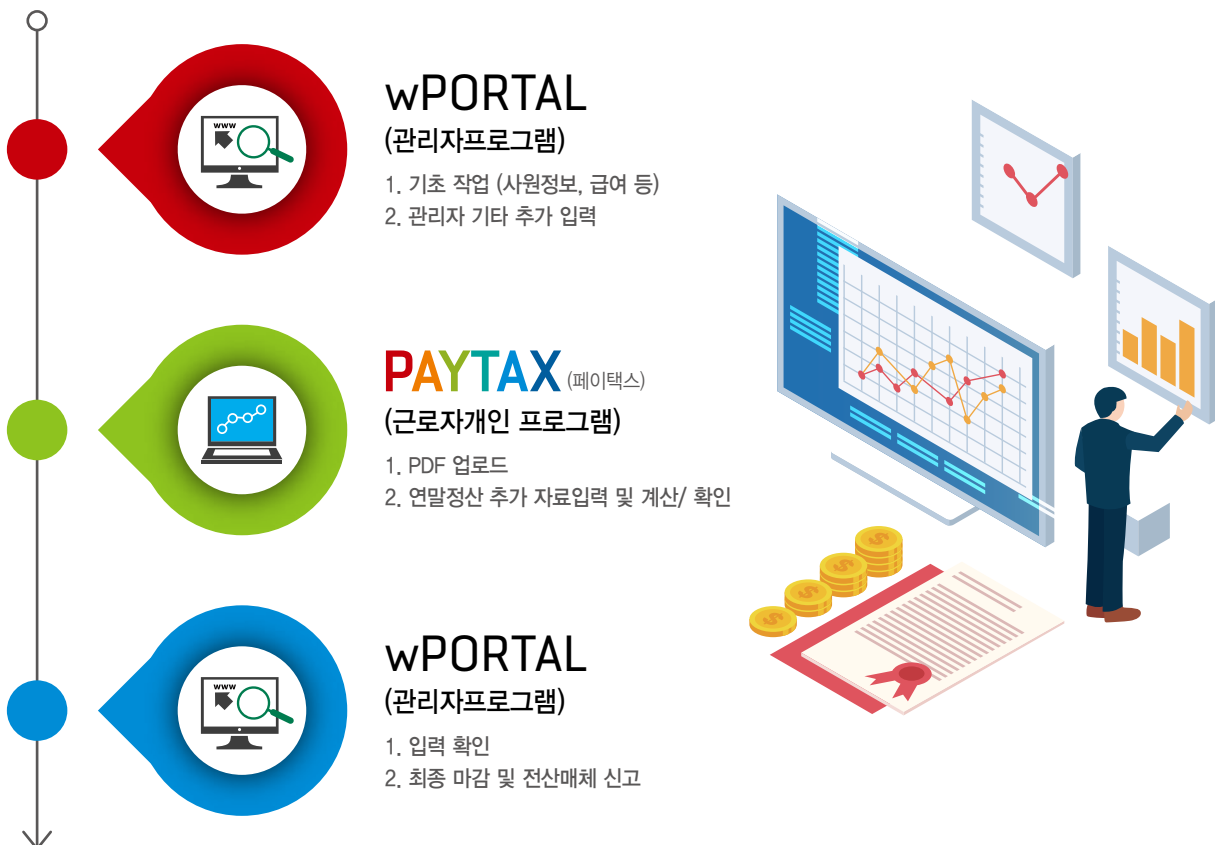 www
wPORTAL
(관리자프로그램)
1. 기초 작업 (사원정보, 급여 등)
2. 관리자 기타 추가 입력
PAYTAX (페이택스)
(근로자개인 프로그램)
1. PDF 업로드
2. 연말정산 추가 자료입력 및 계산/ 확인
www
wPORTAL
(관리자프로그램)
1. 입력 확인
2. 최종 마감 및 전산매체 신고